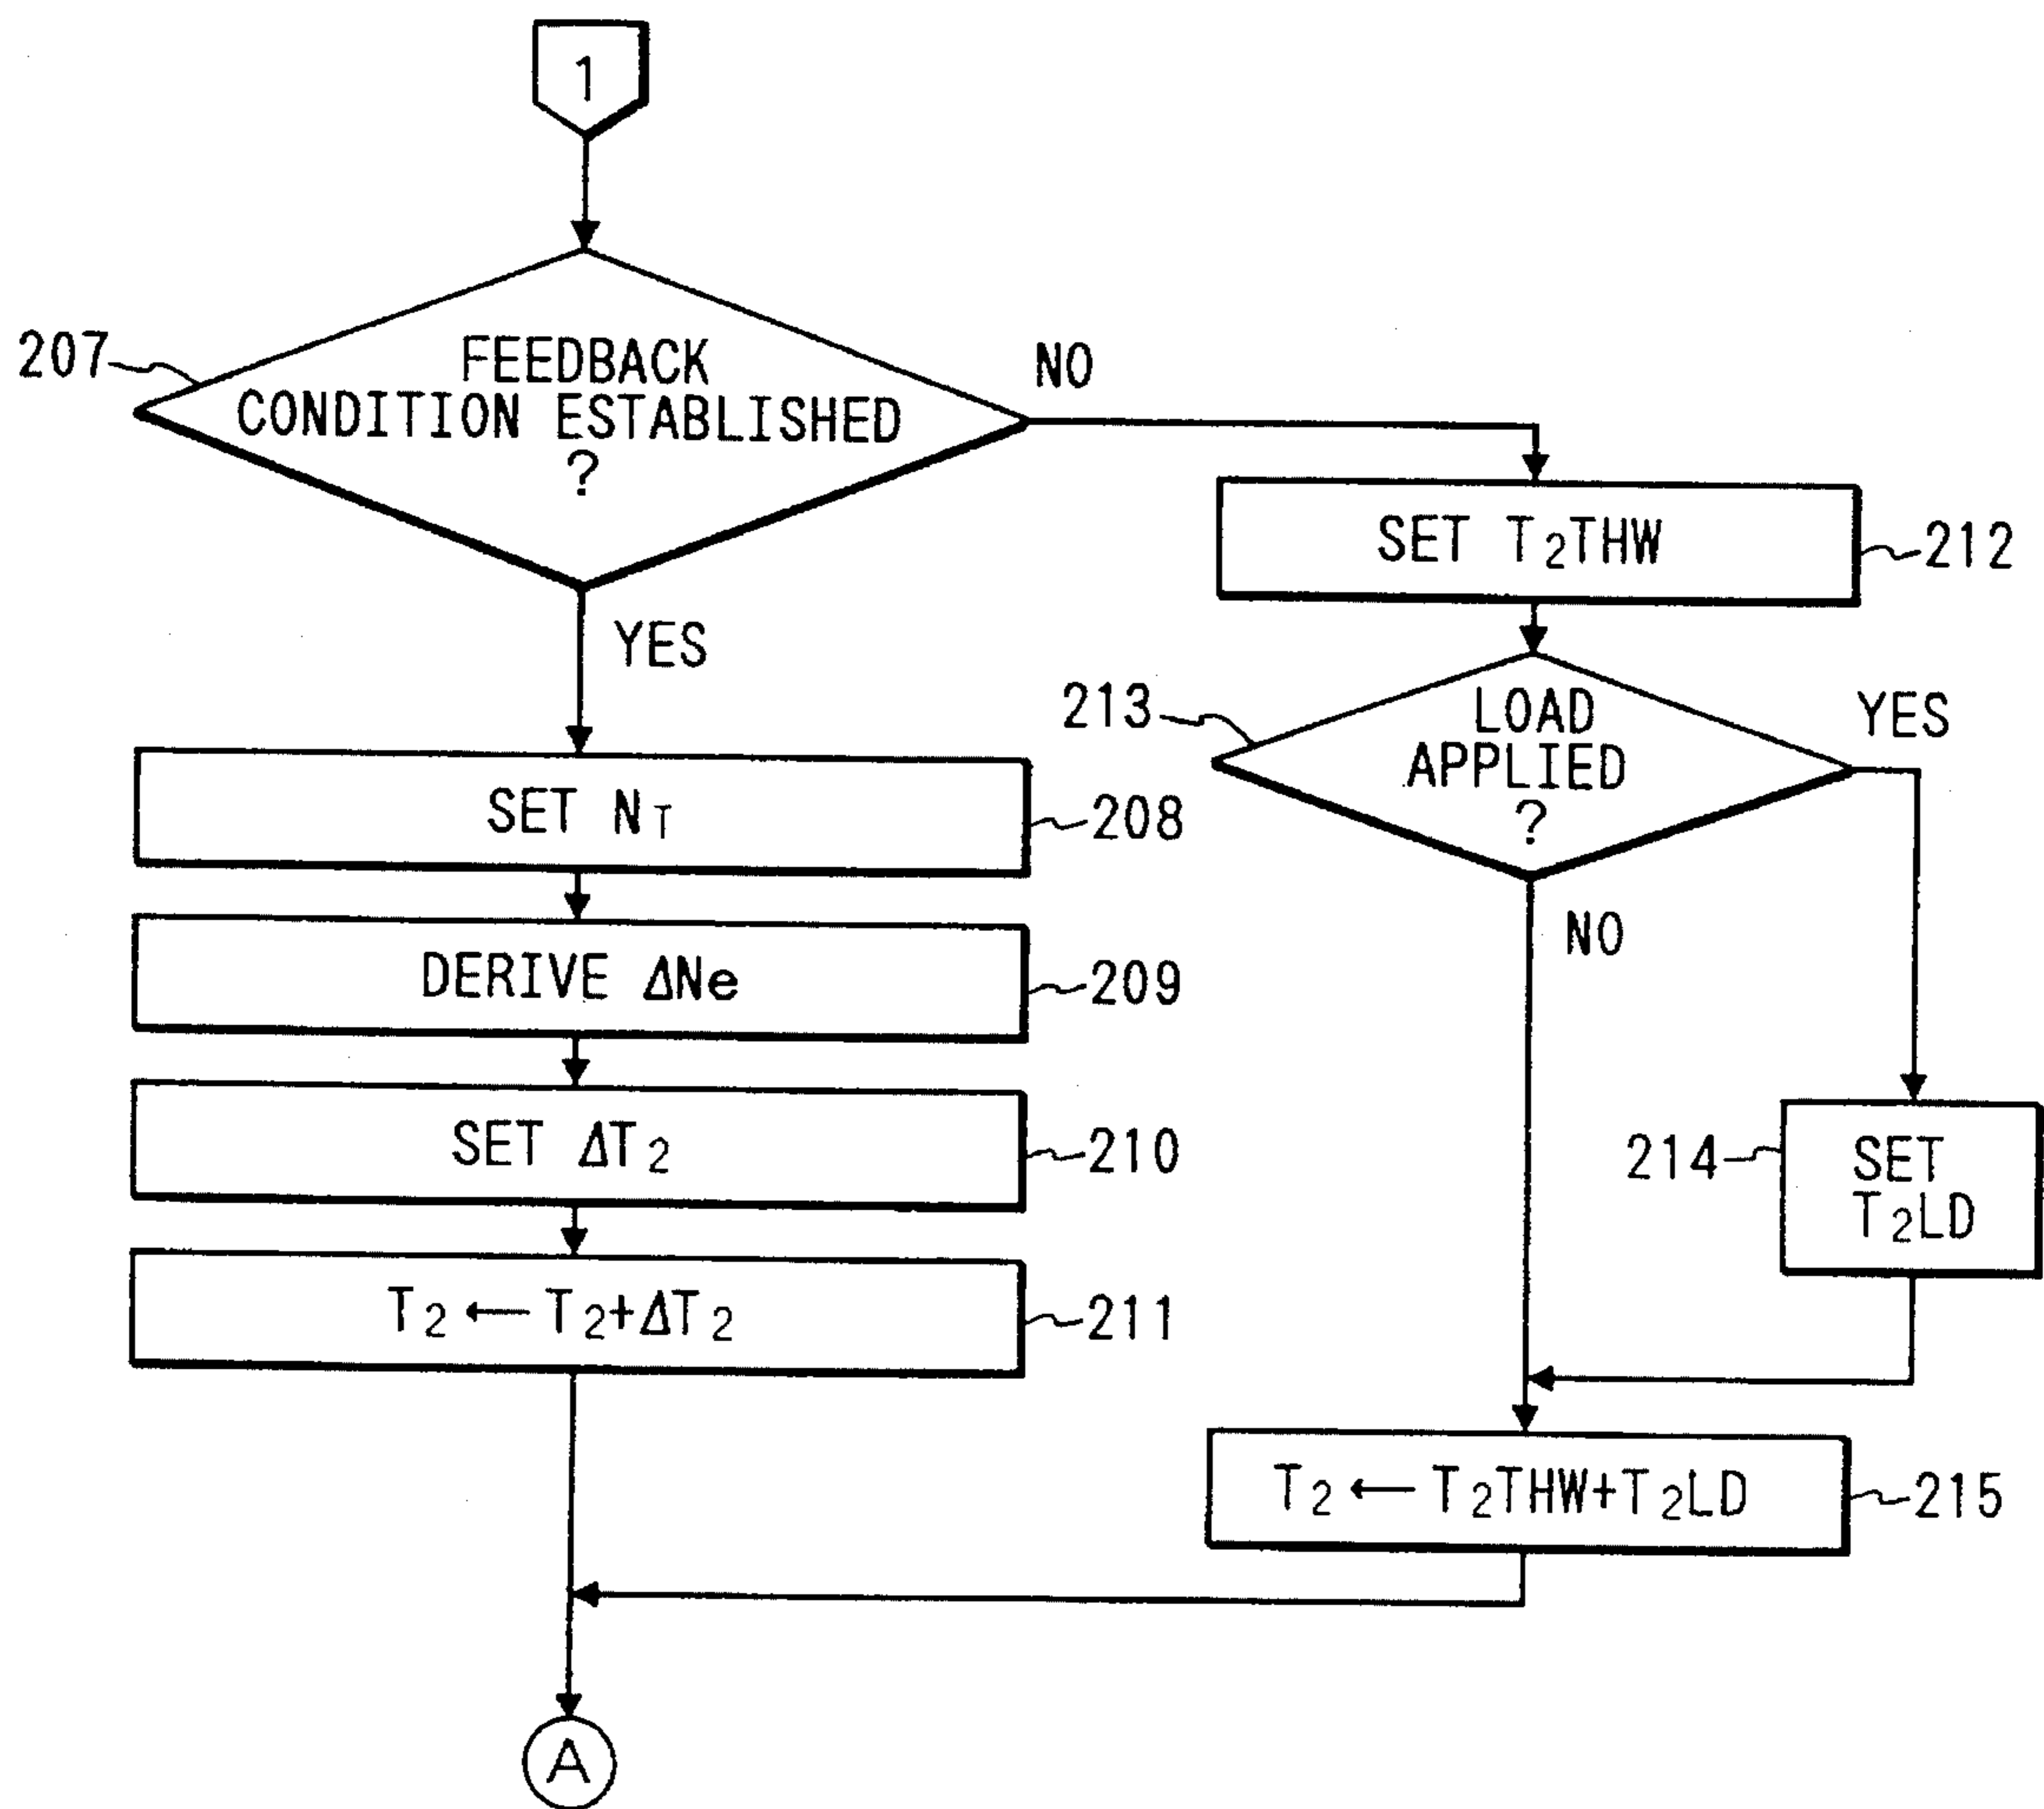 1
207
FEEDBACK
CONDITION ESTABLISHED
?
NO
YES
SET NT
208
DERIVE ΔNe
209
SET ΔT2
210
T2 ← T2+ΔT2
211
SET T2THW
212
213
LOAD
APPLIED
?
YES
NO
214
SET
T2LD
T2 ← T2THW+T2LD
215
A